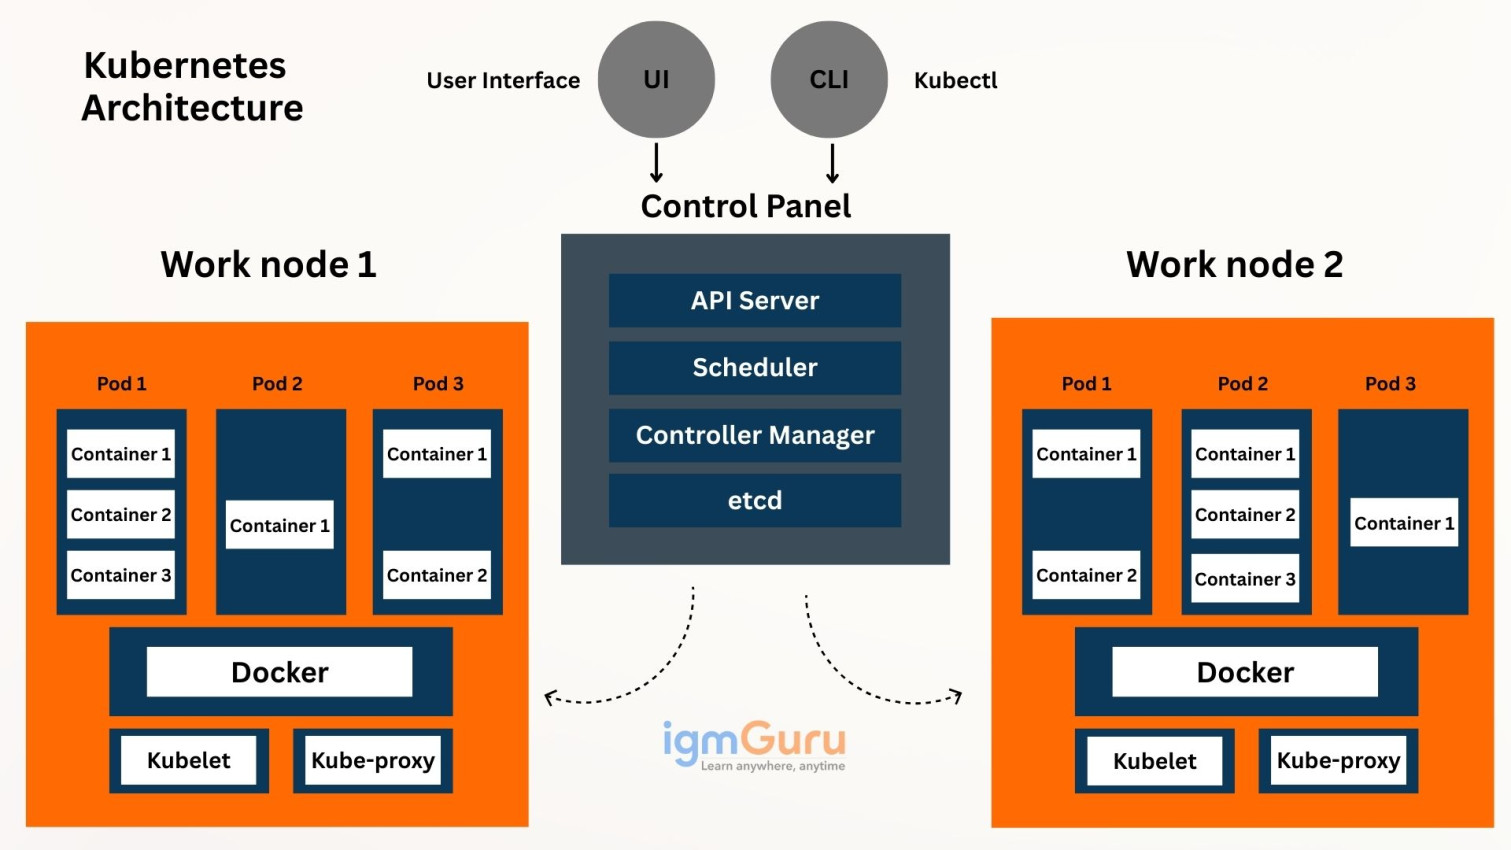 Kubernetes
Architecture
User Interface
UI
CLI
Kubectl
Control Panel
API Server
Scheduler
Controller Manager
etcd
Work node 1
Pod 1
Pod 2
Pod 3
Container 1
Container 2
Container 3
Container 1
Container 1
Container 2
Docker
Kubelet
Kube-proxy
Work node 2
Pod 1
Pod 2
Pod 3
Container 1
Container 2
Container 1
Container 2
Container 3
Container 1
Docker
Kubelet
Kube-proxy
igmGuru
Learn anywhere, anytime